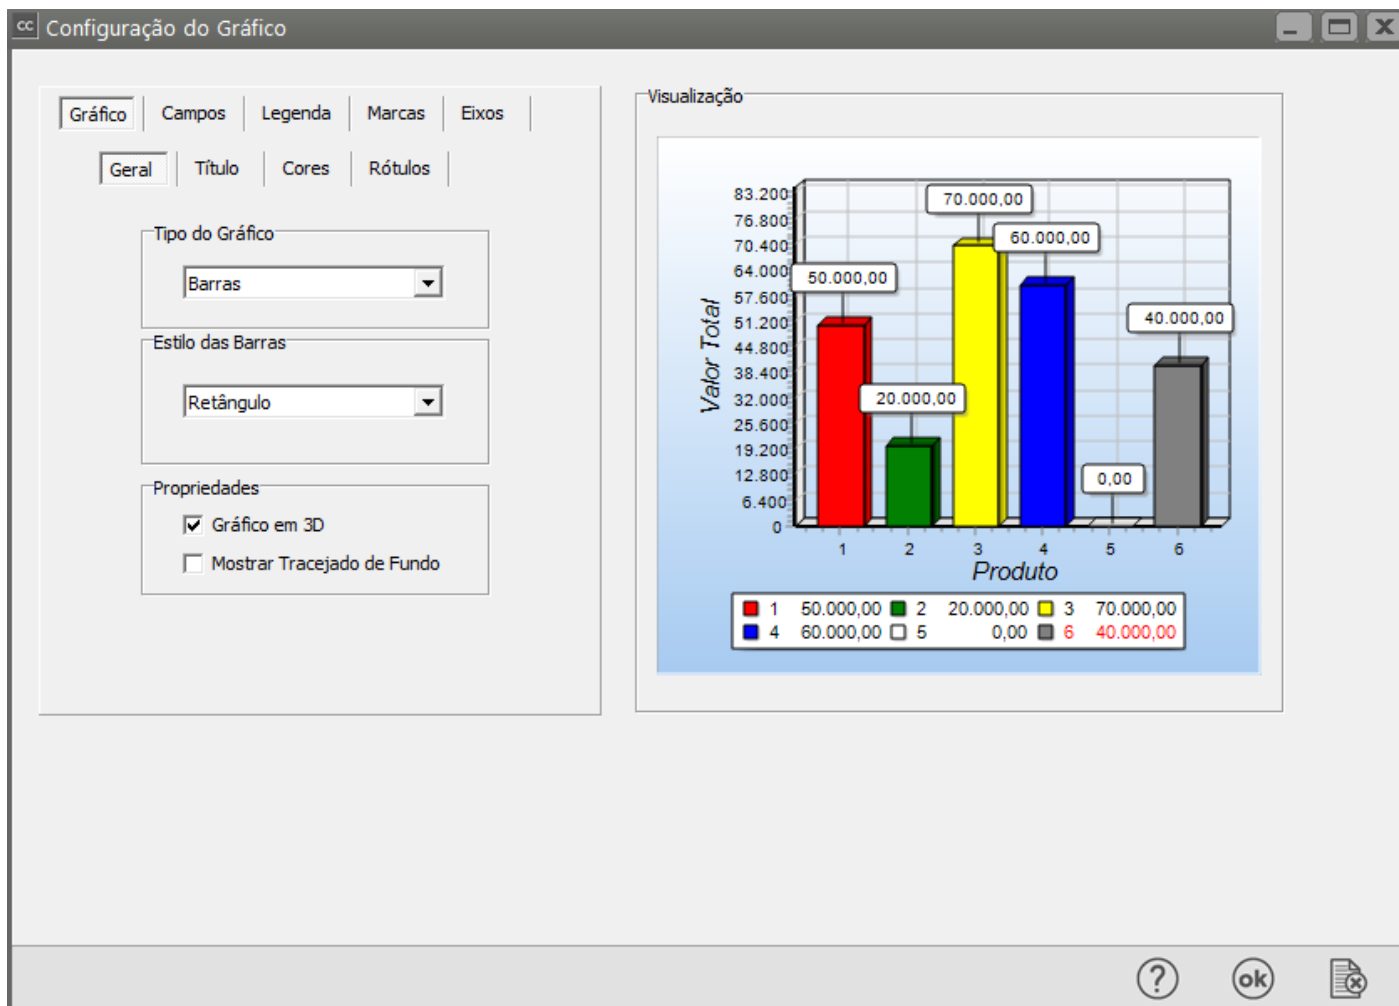 cc Configuração do Gráfico
Gráfico Campos Legenda Marcas Eixos
Geral Título Cores Rótulos
Tipo do Gráfico
Barras
Estilo das Barras
Retângulo
Propriedades
Gráfico em 3D
Mostrar Tracejado de Fundo
Visualização
Valor Total
83.200
76.800
70.400
64.000
57.600
51.200
44.800
38.400
32.000
25.600
19.200
12.800
6.400
0
50.000,00
20.000,00
70.000,00
60.000,00
0,00
40.000,00
1 2 3 4 5 6
Produto
1 50.000,00 2 20.000,00 3 70.000,00
4 60.000,00 5 0,00 6 40.000,00
? ok